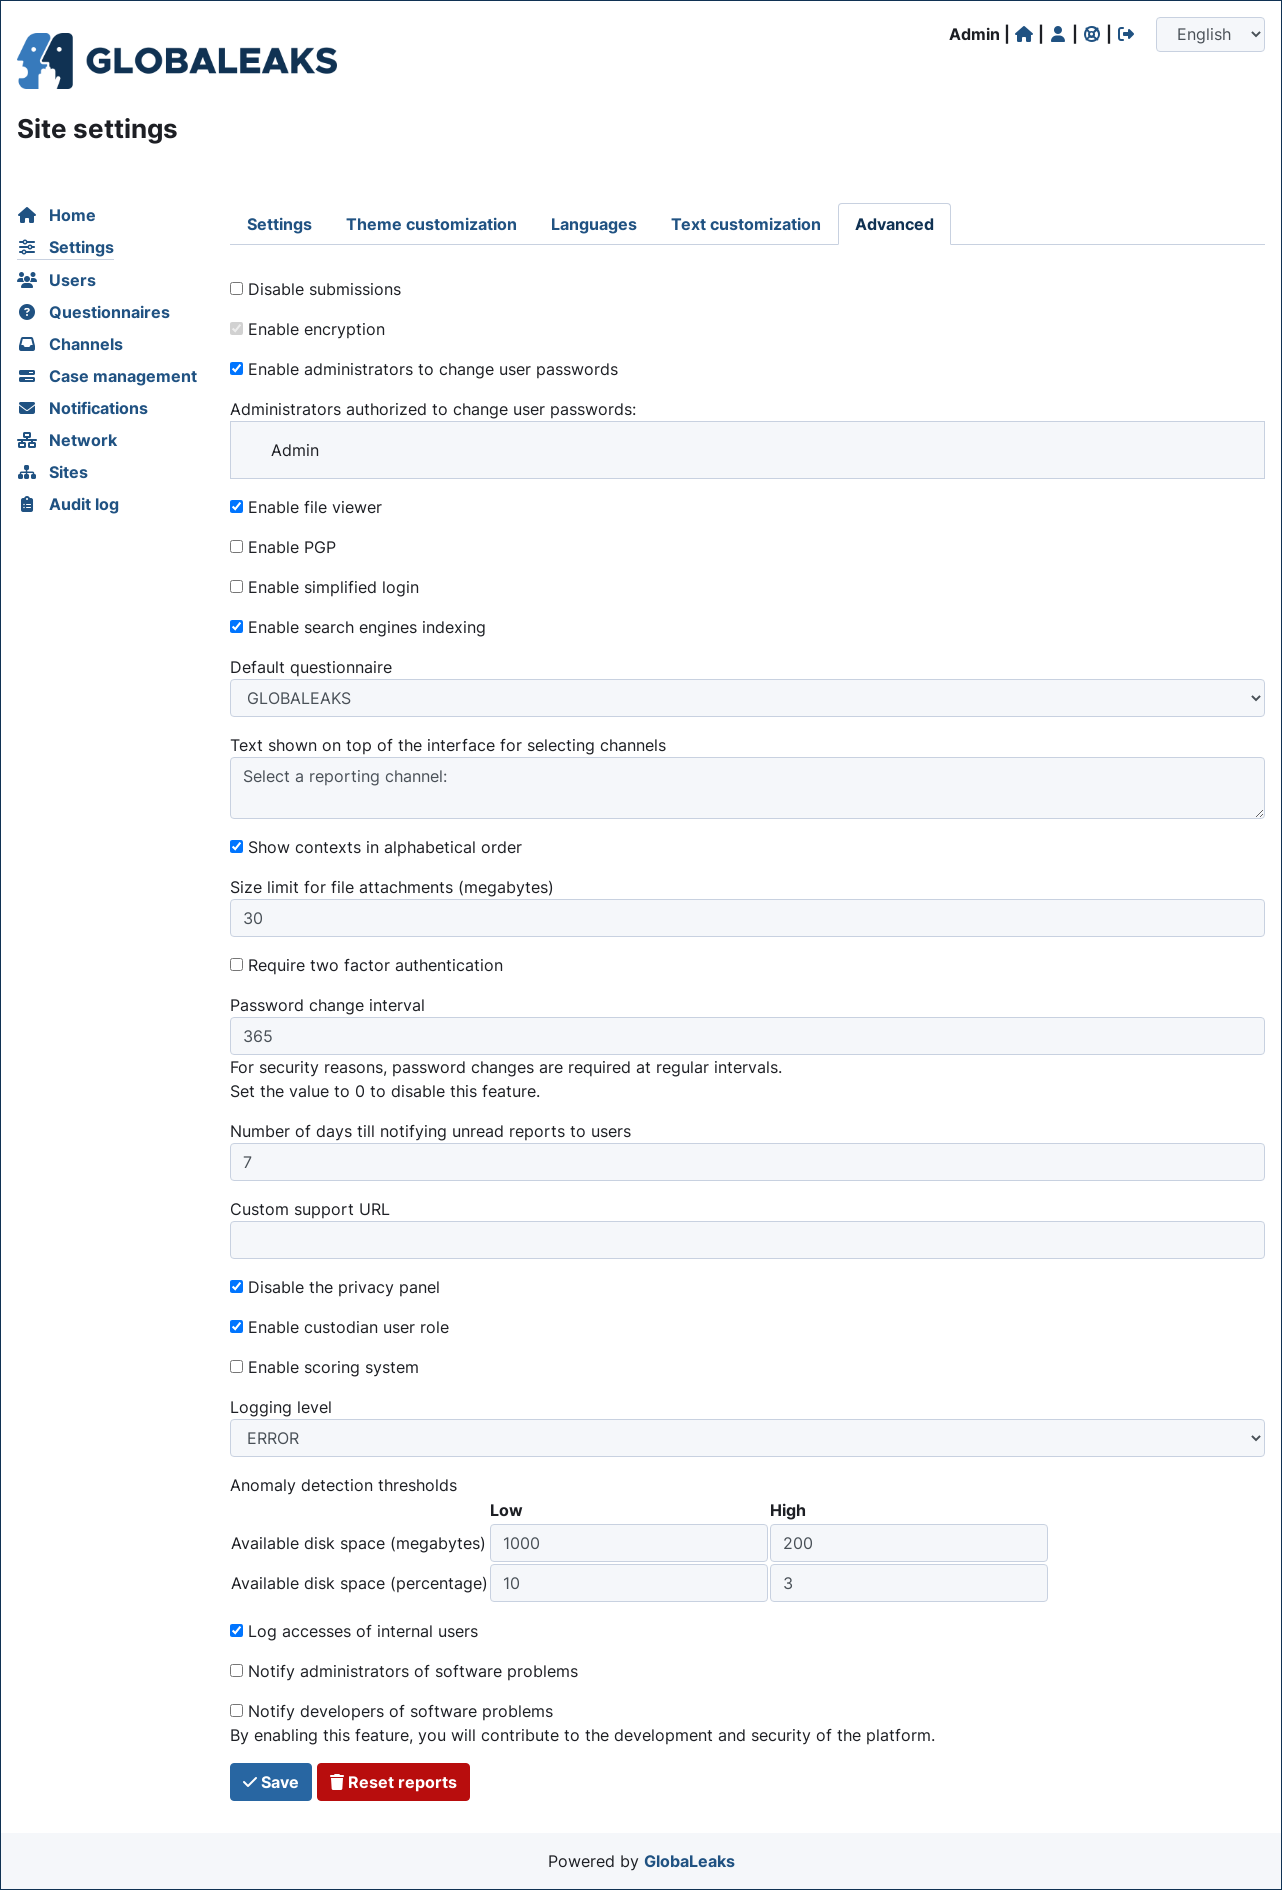 Admin | | | |
English
GLOBALEAKS
Site settings
Home
Settings
Users
Questionnaires
Channels
Case management
Notifications
Network
Sites
Audit log
Settings
Theme customization
Languages
Text customization
Advanced
Disable submissions
Enable encryption
Enable administrators to change user passwords
Administrators authorized to change user passwords:
Admin
Enable file viewer
Enable PGP
Enable simplified login
Enable search engines indexing
Default questionnaire
GLOBALEAKS
Text shown on top of the interface for selecting channels
Select a reporting channel:
Show contexts in alphabetical order
Size limit for file attachments (megabytes)
30
Require two factor authentication
Password change interval
365
For security reasons, password changes are required at regular intervals.
Set the value to 0 to disable this feature.
Number of days till notifying unread reports to users
7
Custom support URL
Disable the privacy panel
Enable custodian user role
Enable scoring system
Logging level
ERROR
Anomaly detection thresholds
Low High
Available disk space (megabytes) 1000 200
Available disk space (percentage) 10 3
Log accesses of internal users
Notify administrators of software problems
Notify developers of software problems
By enabling this feature, you will contribute to the development and security of the platform.
Save
Reset reports
Powered by GlobaLeaks